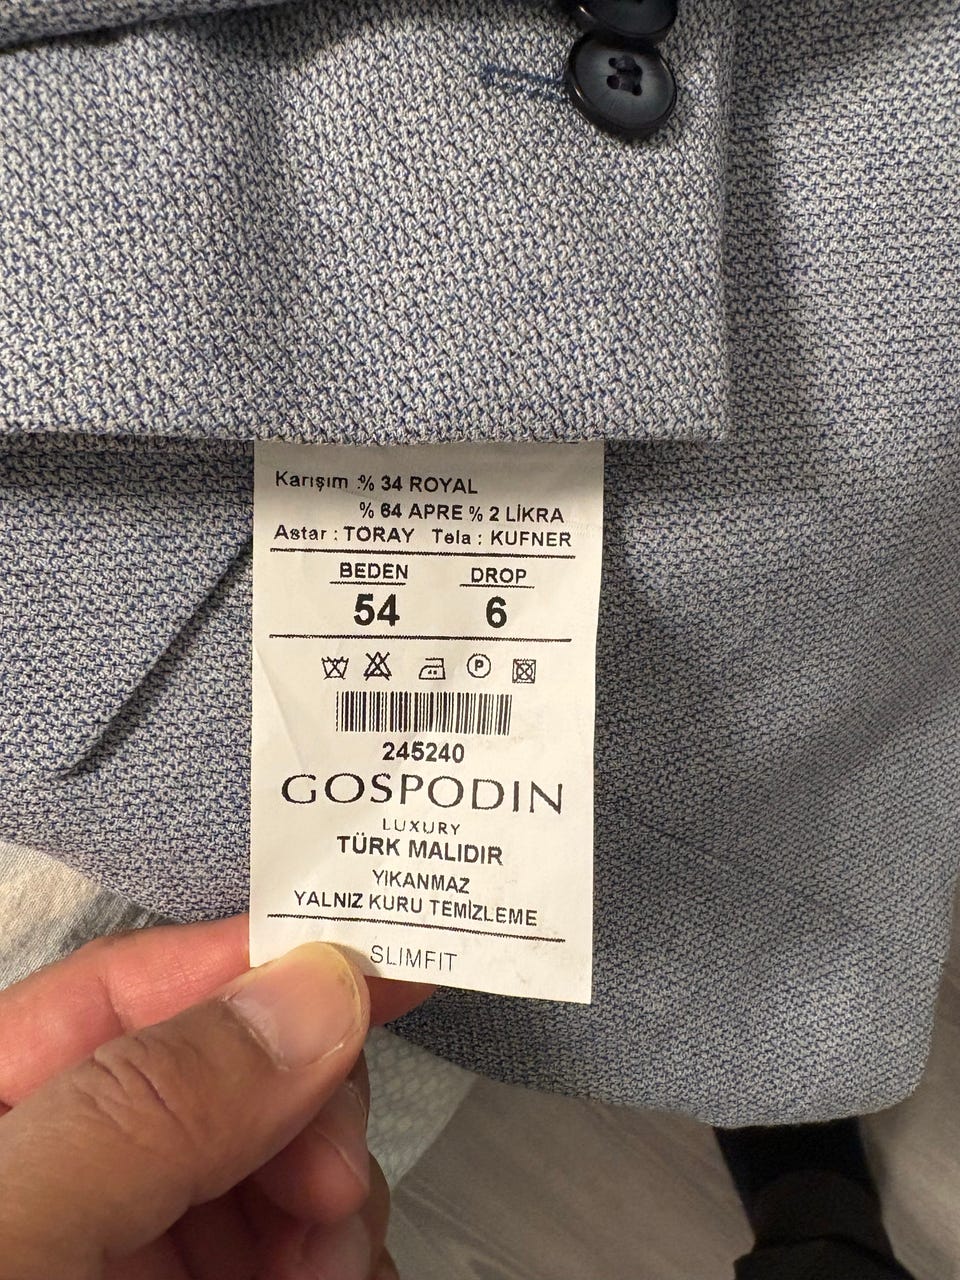 Karışım :% 34 ROYAL
% 64 APRE % 2 LİKRA
Astar : TORAY Tela : KUFNER
BEDEN DROP
54 6
P
245240
GOSPODIN
LUXURY
TÜRK MALIDIR
YIKANMAZ
YALNIZ KURU TEMİZLEME
SLIMFIT